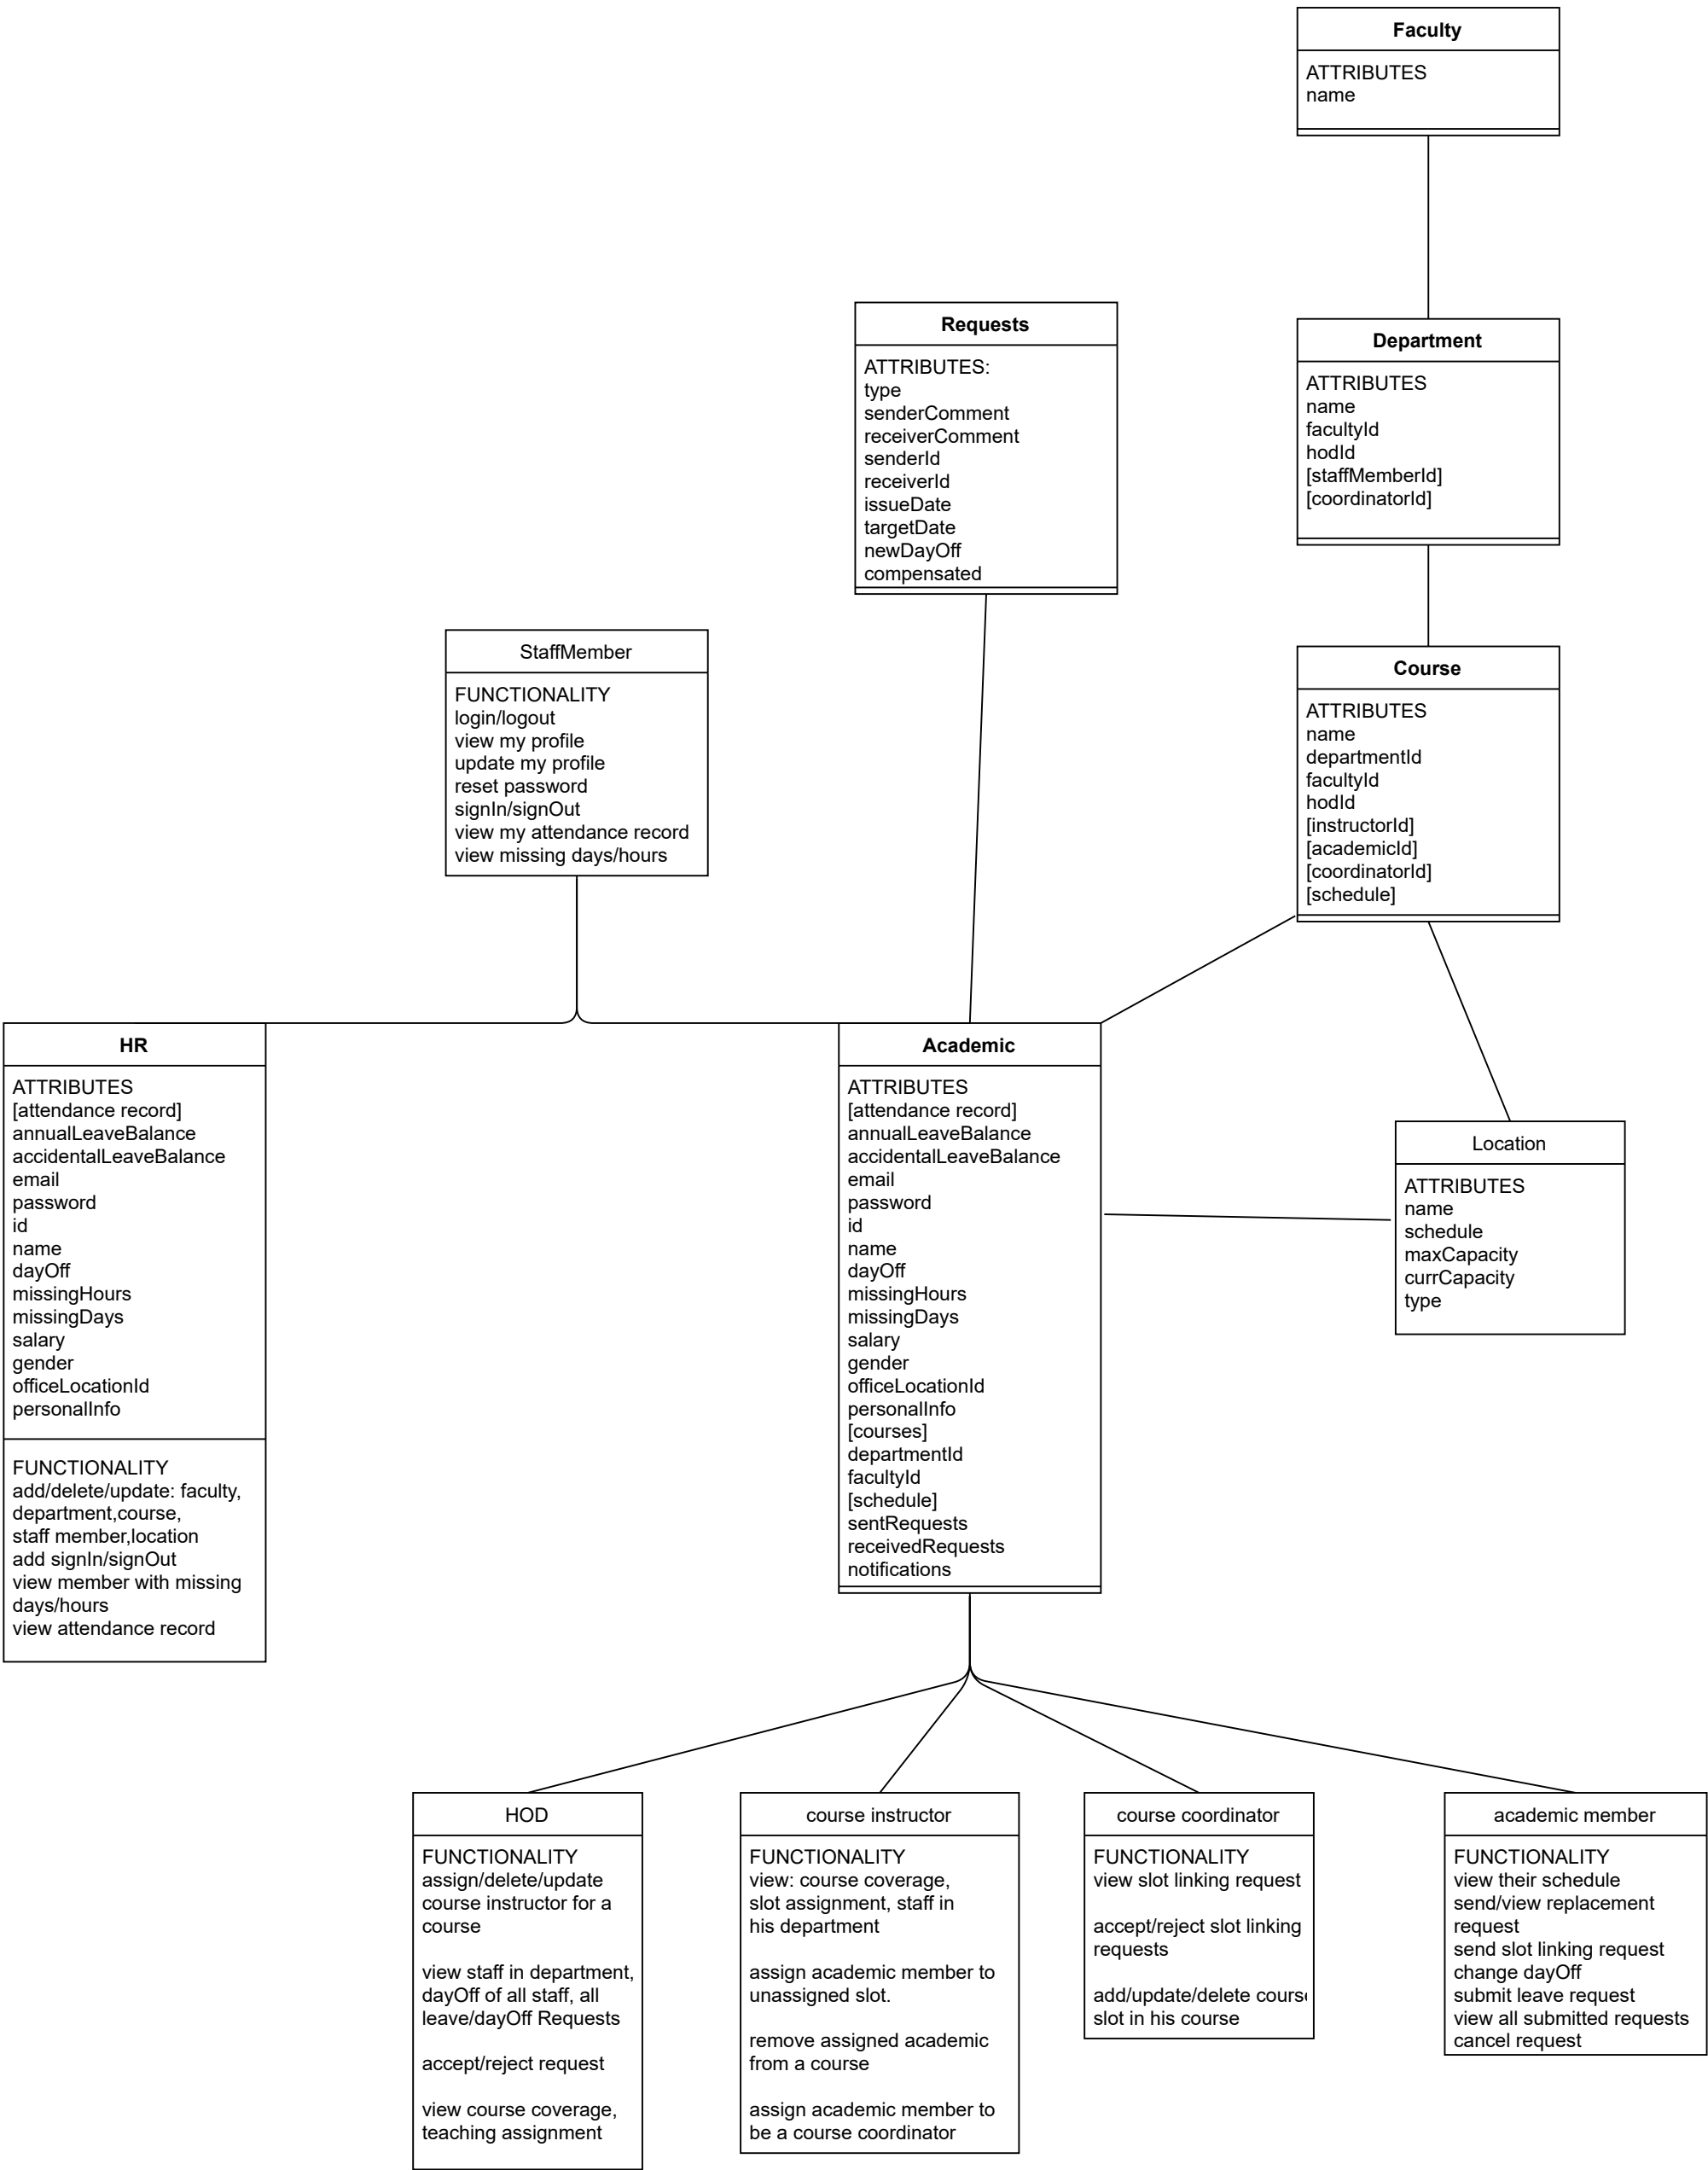 Faculty
ATTRIBUTES
name
Requests
ATTRIBUTES:
type
senderComment
receiverComment
senderId
receiverId
issueDate
targetDate
newDayOff
compensated
Department
ATTRIBUTES
name
facultyId
hodId
[staffMemberId]
[coordinatorId]
StaffMember
FUNCTIONALITY
login/logout
view my profile
update my profile
reset password
signIn/signOut
view my attendance record
view missing days/hours
Course
ATTRIBUTES
name
departmentId
facultyId
hodId
[instructorId]
[academicId]
[coordinatorId]
[schedule]
HR
ATTRIBUTES
[attendance record]
annualLeaveBalance
accidentalLeaveBalance
email
password
id
name
dayOff
missingHours
missingDays
salary
gender
officeLocationId
personalInfo
FUNCTIONALITY
add/delete/update: faculty,
department,course,
staff member,location
add signIn/signOut
view member with missing
days/hours
view attendance record
Academic
ATTRIBUTES
[attendance record]
annualLeaveBalance
accidentalLeaveBalance
email
password
id
name
dayOff
missingHours
missingDays
salary
gender
officeLocationId
personalInfo
[courses]
departmentId
facultyId
[schedule]
sentRequests
receivedRequests
notifications
Location
ATTRIBUTES
name
schedule
maxCapacity
currCapacity
type
HOD
FUNCTIONALITY
assign/delete/update
course instructor for a
course
view staff in department,
dayOff of all staff, all
leave/dayOff Requests
accept/reject request
view course coverage,
teaching assignment
course instructor
FUNCTIONALITY
view: course coverage,
slot assignment, staff in
his department
assign academic member to
unassigned slot.
remove assigned academic
from a course
assign academic member to
be a course coordinator
course coordinator
FUNCTIONALITY
view slot linking request
accept/reject slot linking
requests
add/update/delete cours
slot in his course
academic member
FUNCTIONALITY
view their schedule
send/view replacement
request
send slot linking request
change dayOff
submit leave request
view all submitted requests
cancel request